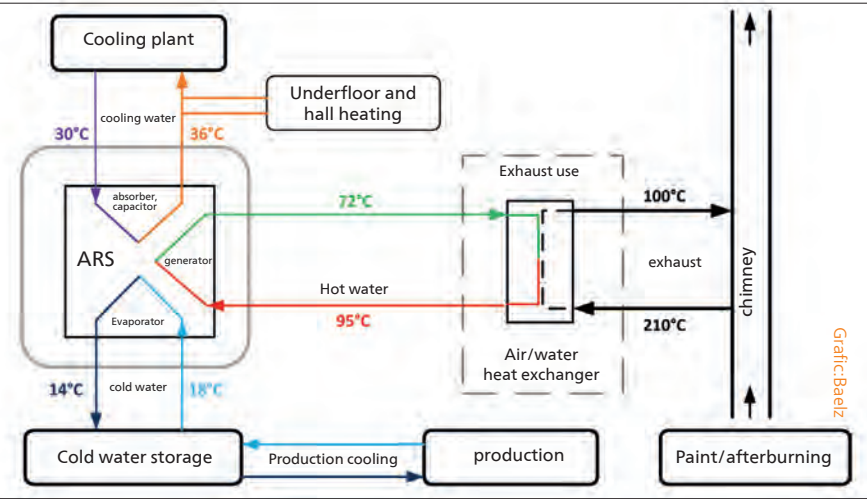 Cooling plant
Underfloor and
hall heating
cooling water
30°C
36°C
chimney
absorber,
capacitor
ARS
generator
Evaporator
72°C
Hot water
95°C
Exhaust use
Air/water
heat exchanger
100°C
exhaust
210°C
Grafic:Baelz
14°C
cold water
18°C
Cold water storage
Production cooling
production
Paint/afterburning